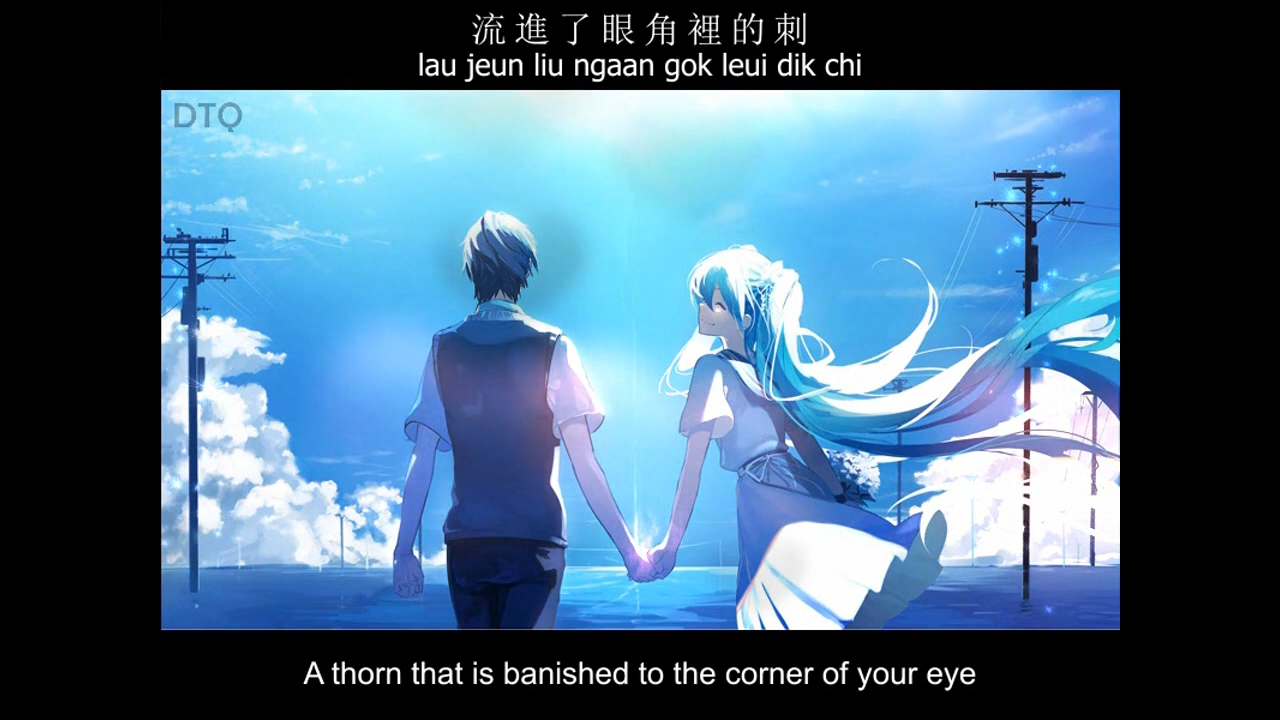 流進了眼角裡的刺
lau jeun liu ngaan gok leui dik chi
DTQ
A thorn that is banished to the corner of your eye